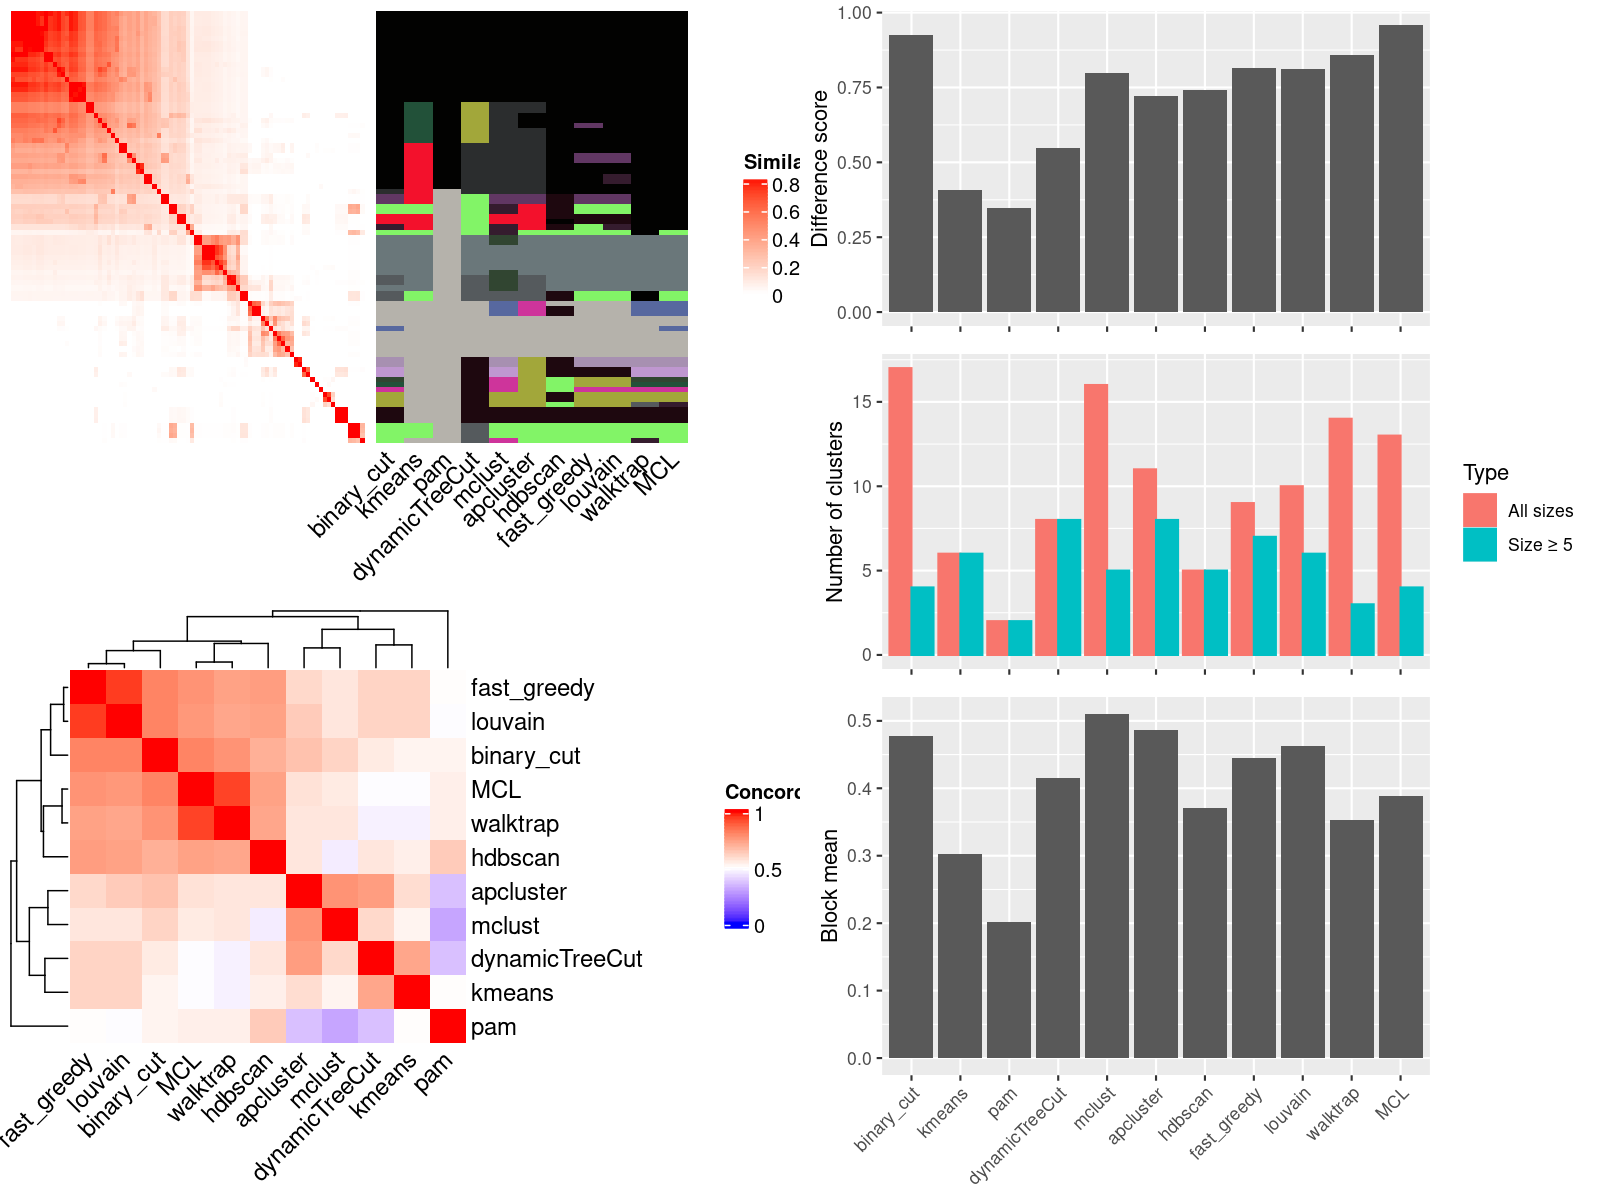 Simila
0.8
0.6
0.4
0.2
0
binary_cut
kmeans
pam
dynamicTreeCut
mclust
apcluster
hdbscan
fast_greedy
louvain
walktrap
MCL
Difference score
1.00
0.75
0.50
0.25
0.00
Number of clusters
15
10
5
0
Type
All sizes
Size ≥ 5
Block mean
0.5
0.4
0.3
0.2
0.1
0.0
binary_cut
kmeans
pam
dynamicTreeCut
mclust
apcluster
hdbscan
fast_greedy
louvain
walktrap
MCL
fast_greedy
louvain
binary_cut
MCL
walktrap
hdbscan
apcluster
mclust
dynamicTreeCut
kmeans
pam
fast_greedy
louvain
binary_cut
MCL
walktrap
hdbscan
apcluster
mclust
dynamicTreeCut
kmeans
pam
Concord
1
0.5
0